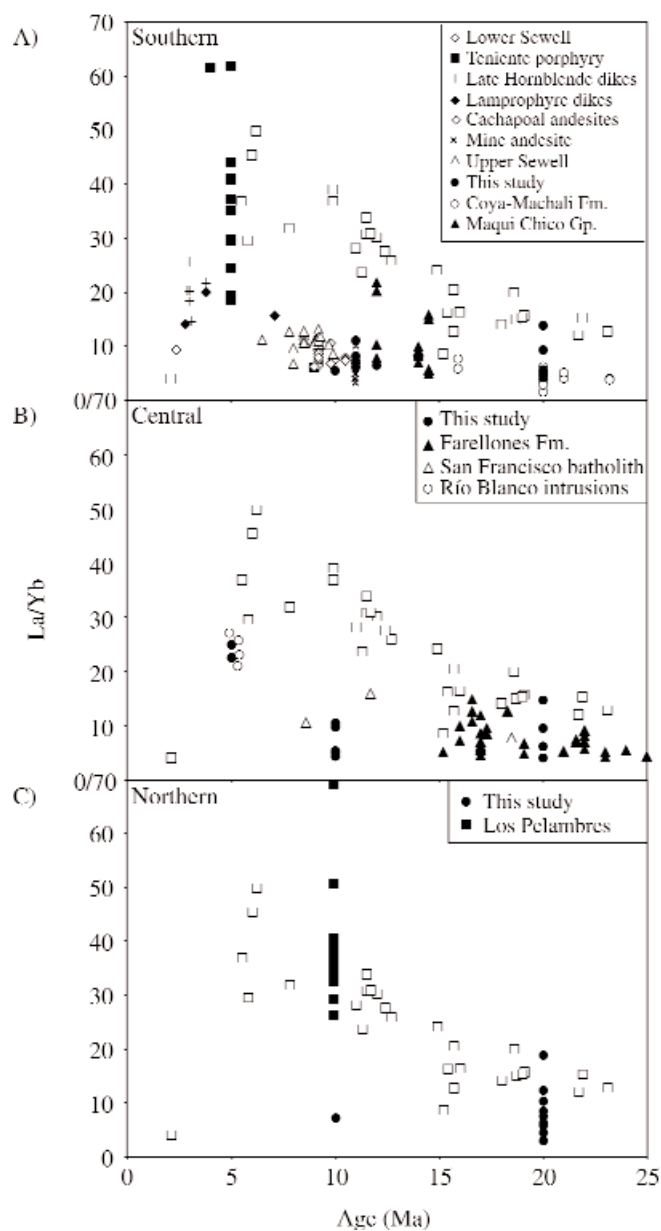 A)
Southern
Lower Sewell
Teniente porphyry
Late Hornblende dikes
Lamprophyre dikes
Cachapoal andesites
Mine andesite
Upper Sewell
This study
Coya-Machali Fm.
Maqui Chico Gp.
70
60
50
40
30
20
10
0/70
B)
Central
This study
Farellones Fm.
San Francisco batholith
Río Blanco intrusions
60
50
40
30
20
10
0/70
La/Yb
C)
Northern
This study
Los Pelambres
60
50
40
30
20
10
0
0 5 10 15 20 25
Age (Ma)